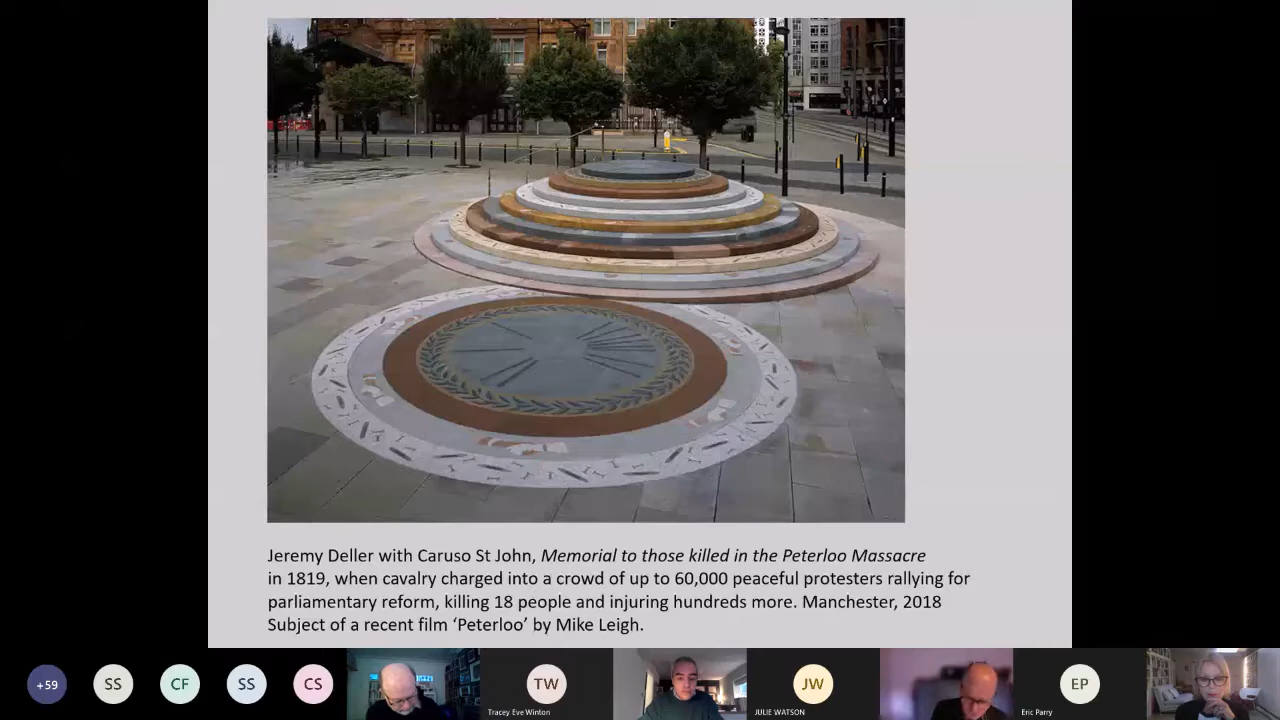 Jeremy Deller with Caruso St John, Memorial to those killed in the Peterloo Massacre
in 1819, when cavalry charged into a crowd of up to 60,000 peaceful protesters rallying for
parliamentary reform, killing 18 people and injuring hundreds more. Manchester, 2018
Subject of a recent film ‘Peterloo’ by Mike Leigh.
+59
SS
CF
SS
CS
TW
Tracey Eve Winton
JW
JULIE WATSON
EP
Eric Parry